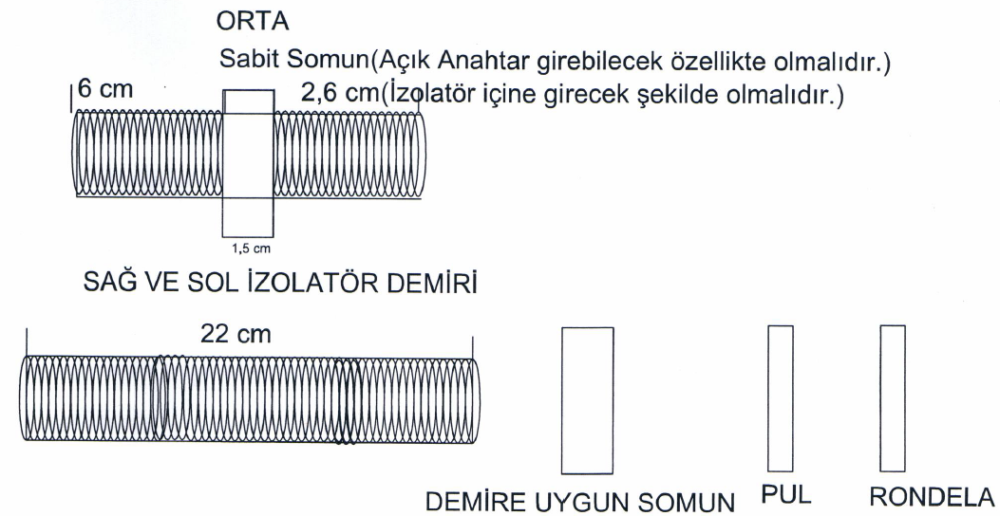 ORTA
Sabit Somun(Açık Anahtar girebilecek özellikte olmalıdır.)
6 cm
2,6 cm(İzolatör içine girecek şekilde olmalıdır.)
1,5 cm
SAĞ VE SOL İZOLATÖR DEMİRİ
22 cm
DEMİRE UYGUN SOMUN
PUL
RONDELA